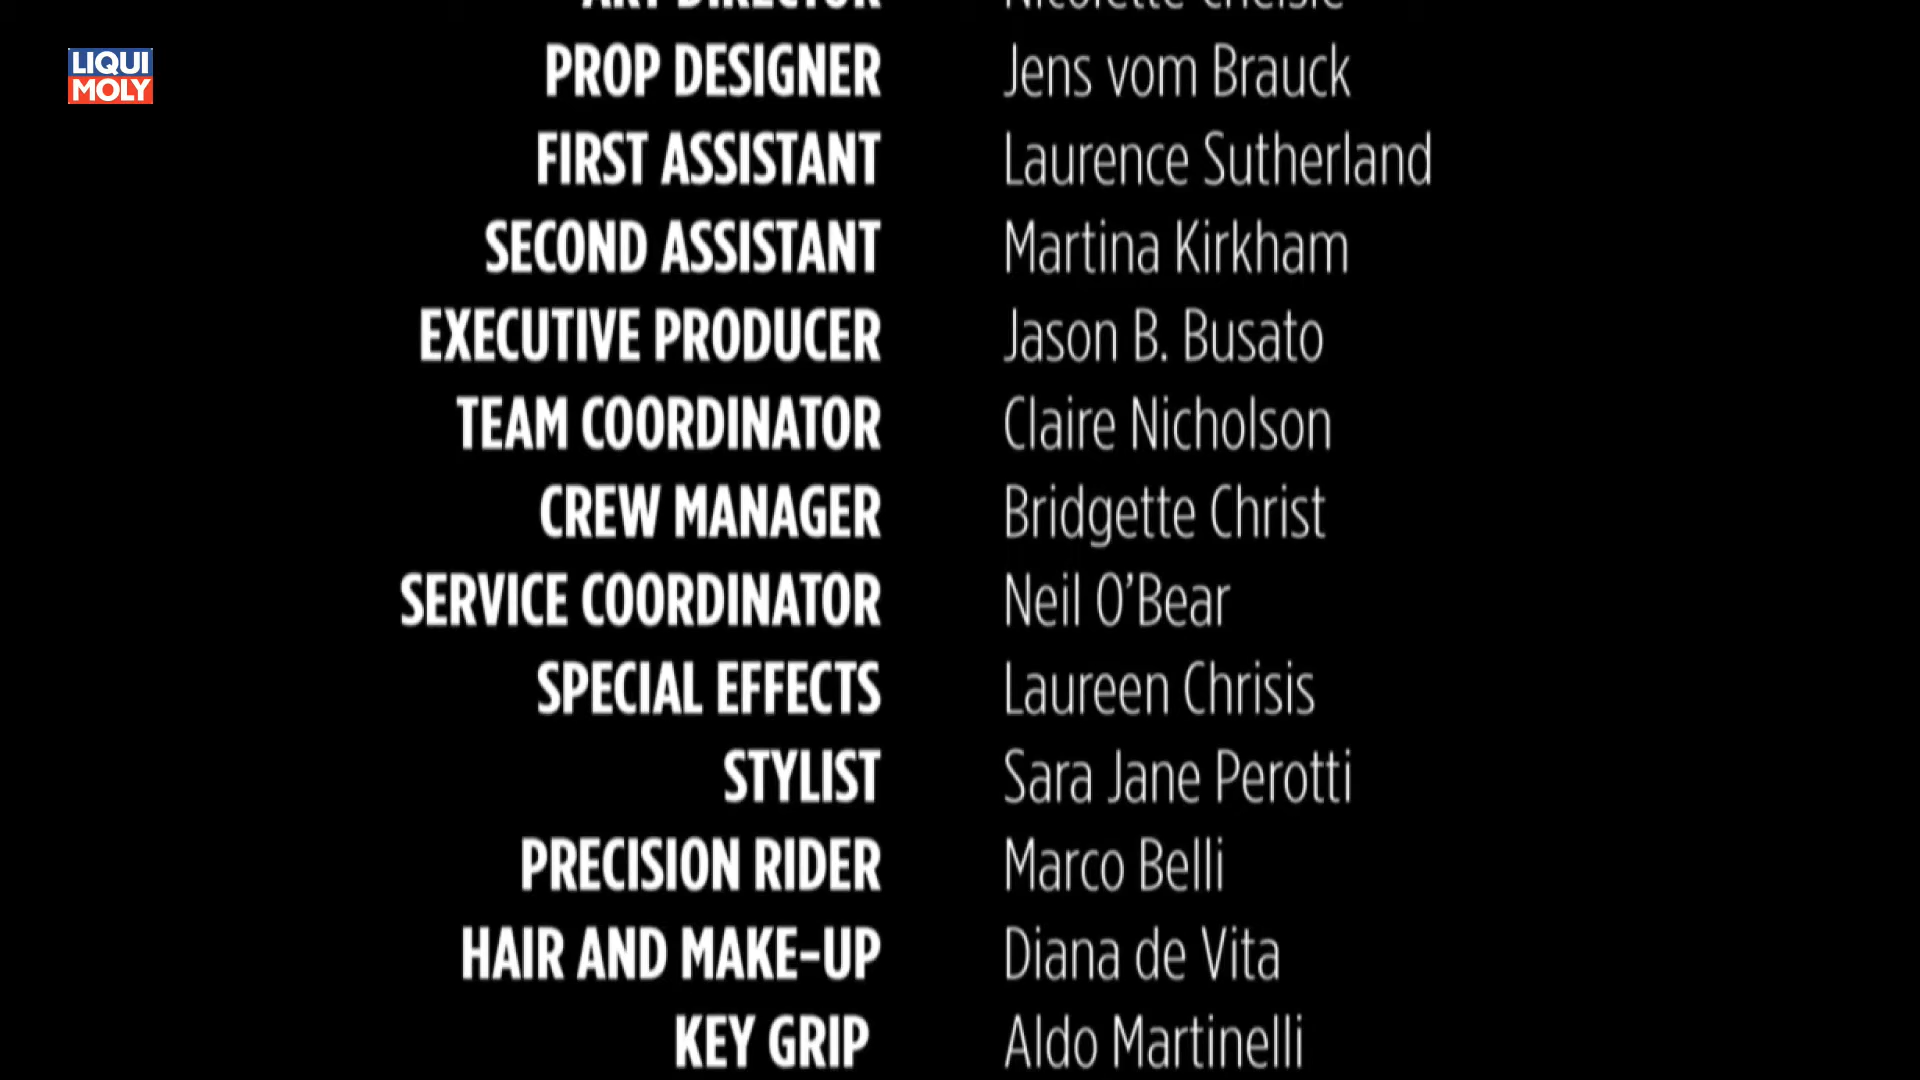 LIQUI
MOLY
ART DIRECTOR
PROP DESIGNER Jens vom Brauck
FIRST ASSISTANT Laurence Sutherland
SECOND ASSISTANT Martina Kirkham
EXECUTIVE PRODUCER Jason B. Busato
TEAM COORDINATOR Claire Nicholson
CREW MANAGER Bridgette Christ
SERVICE COORDINATOR Neil O’Bear
SPECIAL EFFECTS Laureen Chrisis
STYLIST Sara Jane Perotti
PRECISION RIDER Marco Belli
HAIR AND MAKE-UP Diana de Vita
KEY GRIP Aldo Martinelli